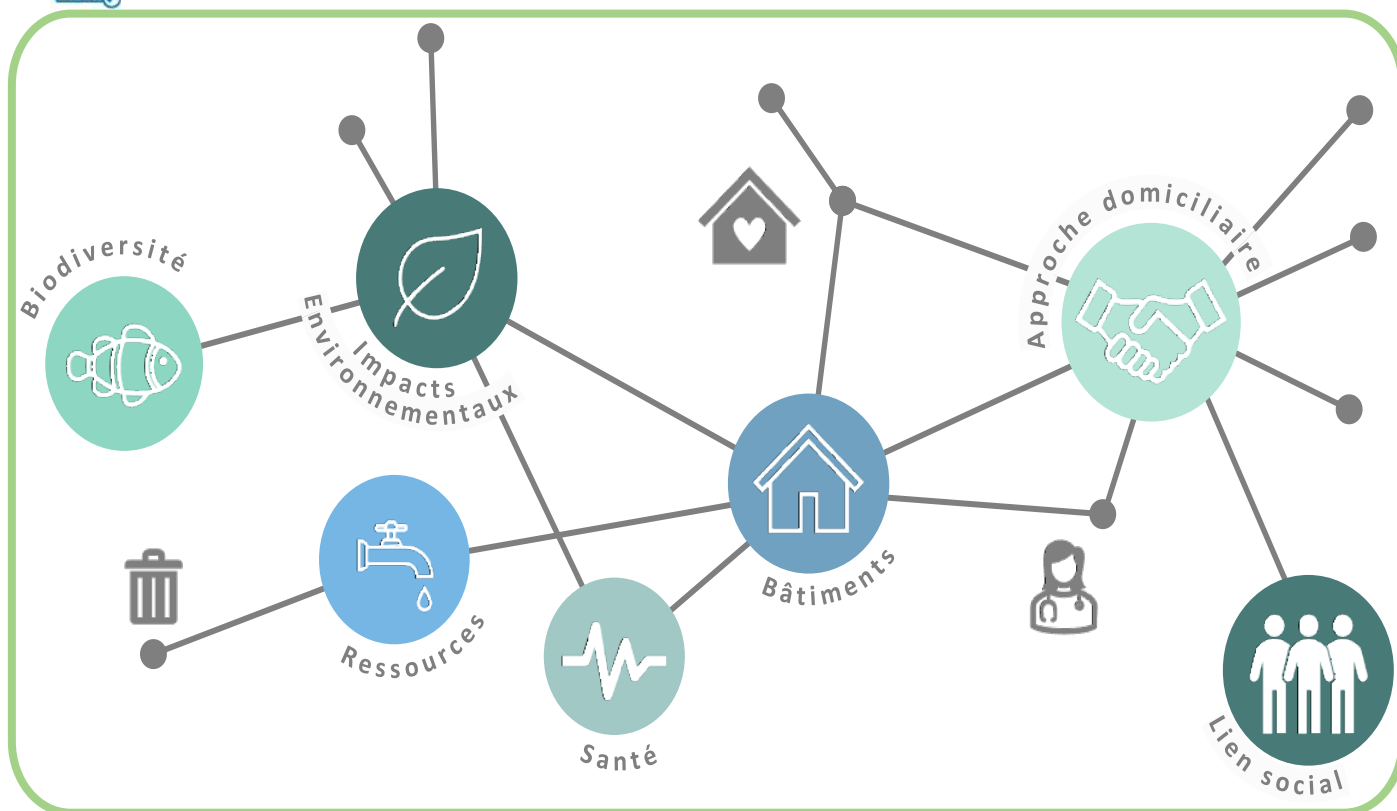 Biodiversité
Impacts
Environnementaux
Approche domiciliaire
Ressources
Bâtiments
Santé
Lien social